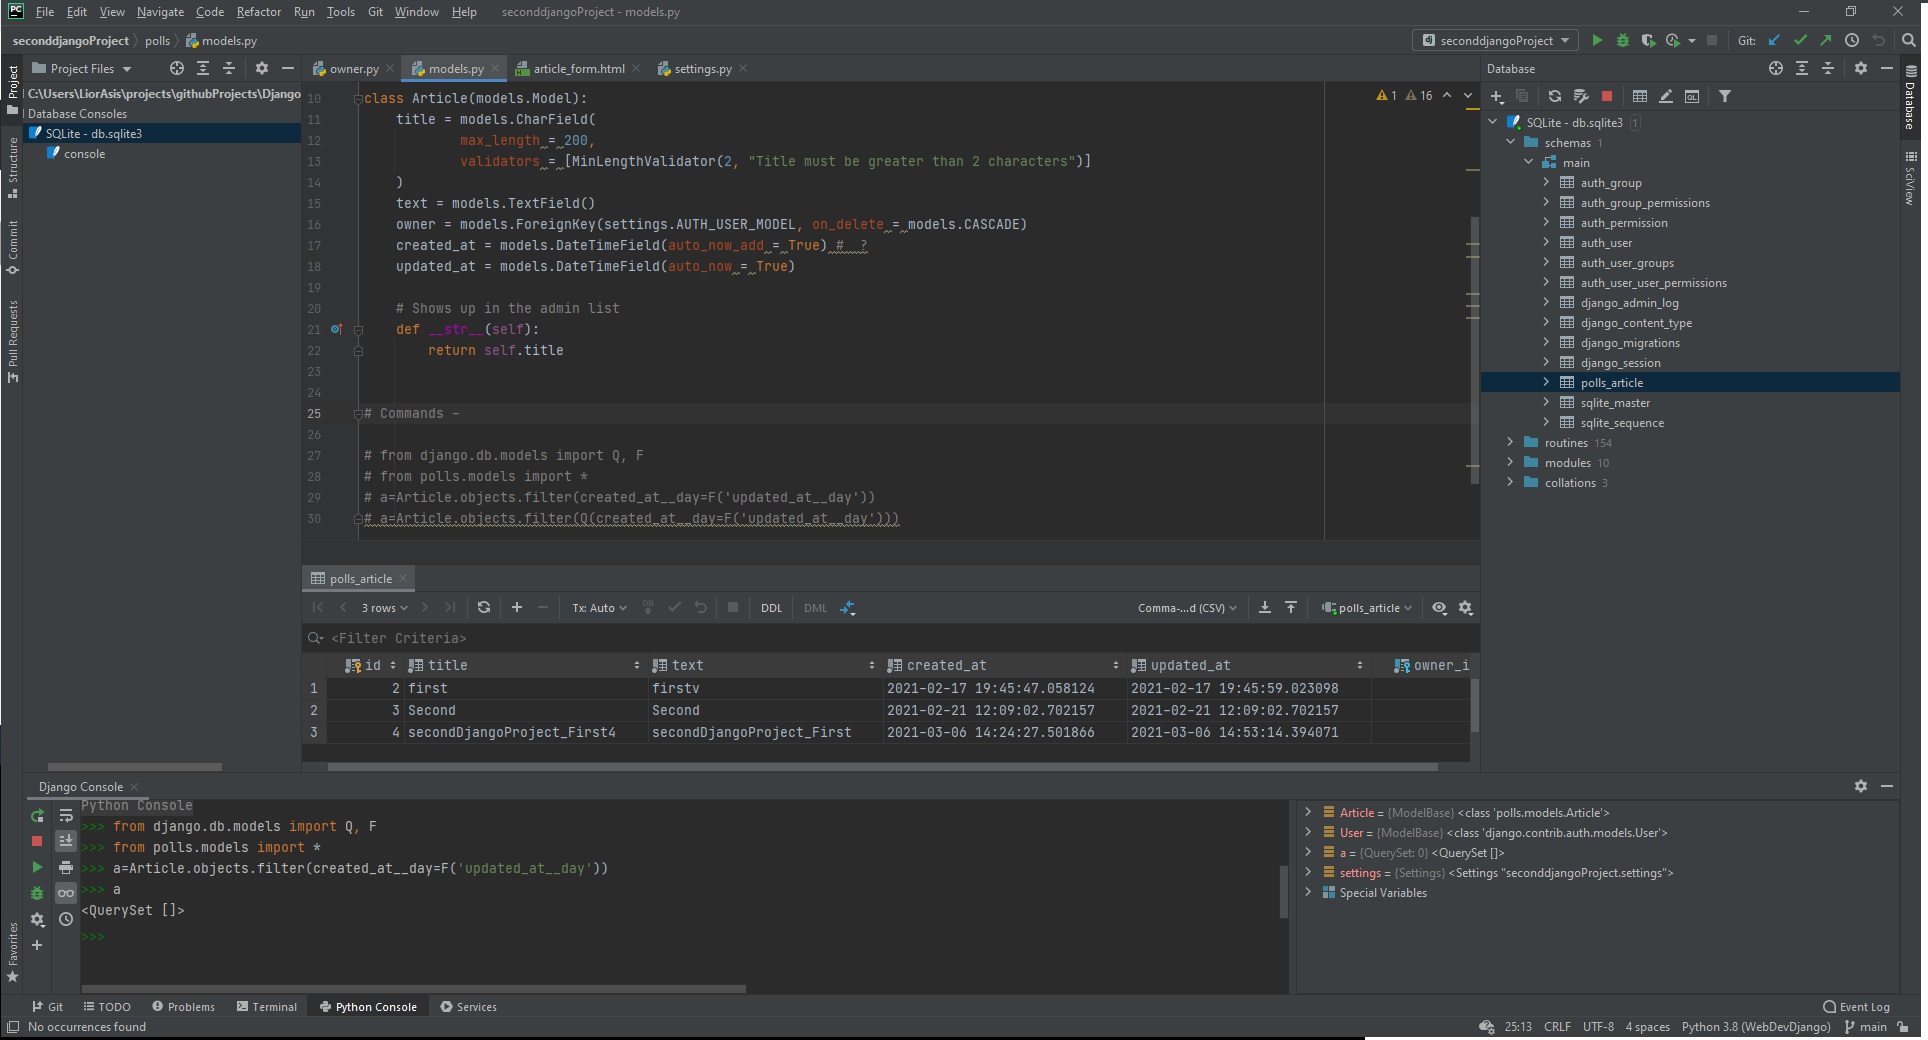 PC File Edit View Navigate Code Refactor Run Tools Git Window Help seconddjangoProject - models.py
seconddjangoProject polls models.py
dj seconddjangoProject Git:
Project
Structure
Commit
Pull Requests
Favorites
Project Files
C:\Users\LiorAsis\projects\githubProjects\Django
Database Consoles
SQLite - db.sqlite3
console
owner.py models.py article_form.html settings.py
1 16
10 class Article(models.Model):
11 title = models.CharField(
12 max_length = 200,
13 validators = [MinLengthValidator(2, "Title must be greater than 2 characters")]
14 )
15 text = models.TextField()
16 owner = models.ForeignKey(settings.AUTH_USER_MODEL, on_delete = models.CASCADE)
17 created_at = models.DateTimeField(auto_now_add = True) # ?
18 updated_at = models.DateTimeField(auto_now = True)
19
20 # Shows up in the admin list
21 def __str__(self):
22 return self.title
23
24
25 # Commands -
26
27 # from django.db.models import Q, F
28 # from polls.models import *
29 # a=Article.objects.filter(created_at__day=F('updated_at__day'))
30 # a=Article.objects.filter(Q(created_at__day=F('updated_at__day')))
Database
QL
SQLite - db.sqlite3 1
schemas 1
main
auth_group
auth_group_permissions
auth_permission
auth_user
auth_user_groups
auth_user_user_permissions
django_admin_log
django_content_type
django_migrations
django_session
polls_article
sqlite_master
sqlite_sequence
routines 154
modules 10
collations 3
Database
SciView
polls_article
3 rows Tx: Auto DB DDL DML Comma-...d (CSV) polls_article
<Filter Criteria>
id title text created_at updated_at owner_i
1 2 first firstv 2021-02-17 19:45:47.058124 2021-02-17 19:45:59.023098
2 3 Second Second 2021-02-21 12:09:02.702157 2021-02-21 12:09:02.702157
3 4 secondDjangoProject_First4 secondDjangoProject_First 2021-03-06 14:24:27.501866 2021-03-06 14:53:14.394071
Django Console
Python Console
>>> from django.db.models import Q, F
>>> from polls.models import *
>>> a=Article.objects.filter(created_at__day=F('updated_at__day'))
>>> a
<QuerySet []>
>>>
Article = {ModelBase} <class 'polls.models.Article'>
User = {ModelBase} <class 'django.contrib.auth.models.User'>
a = {QuerySet: 0} <QuerySet []>
settings = {Settings} <Settings "seconddjangoProject.settings">
Special Variables
Git TODO Problems Terminal Python Console Services Event Log
No occurrences found 25:13 CRLF UTF-8 4 spaces Python 3.8 (WebDevDjango) main